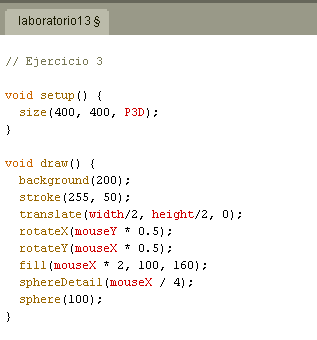 laboratorio13 §
// Ejercicio 3
void setup() {
  size(400, 400, P3D);
}
void draw() {
  background(200);
  stroke(255, 50);
  translate(width/2, height/2, 0);
  rotateX(mouseY * 0.5);
  rotateY(mouseX * 0.5);
  fill(mouseX * 2, 100, 160);
  sphereDetail(mouseX / 4);
  sphere(100);
}